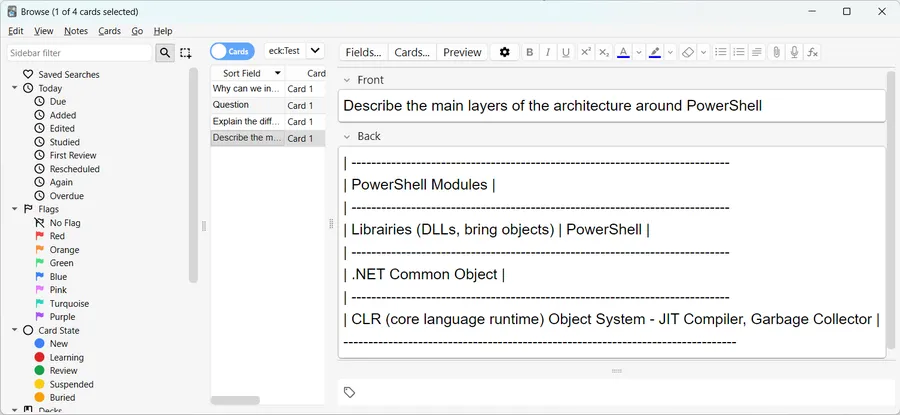 Browse (1 of 4 cards selected)
Edit View Notes Cards Go Help
Sidebar filter
Saved Searches
Today
Due
Added
Edited
Studied
First Review
Rescheduled
Again
Overdue
Flags
No Flag
Red
Orange
Green
Blue
Pink
Turquoise
Purple
Card State
New
Learning
Review
Suspended
Buried
Decks
Cards
eck:Test
Sort Field Card
Why can we in... Card 1
Question Card 1
Explain the diff... Card 1
Describe the m... Card 1
Fields... Cards... Preview B I U x² x₂ A fx
Front
Describe the main layers of the architecture around PowerShell
Back
| ----------------------------------------------------------------------------
| PowerShell Modules |
| ----------------------------------------------------------------------------
| Librairies (DLLs, bring objects) | PowerShell |
| ----------------------------------------------------------------------------
| .NET Common Object |
| ----------------------------------------------------------------------------
| CLR (core language runtime) Object System - JIT Compiler, Garbage Collector |
-------------------------------------------------------------------------------